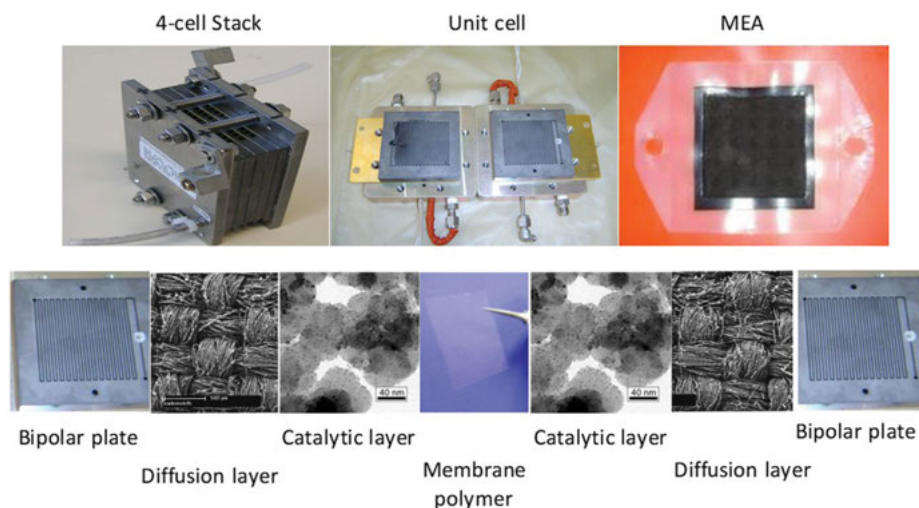 4-cell Stack
Unit cell
MEA
40 nm
40 nm
Bipolar plate
Catalytic layer
Catalytic layer
Bipolar plate
Diffusion layer
Membrane
polymer
Diffusion layer